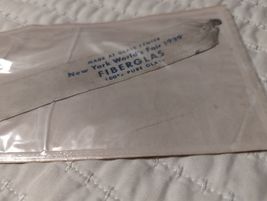 MADE AT GLASS CENTER
New York World's Fair 1939
FIBERGLAS
100% PURE GLASS